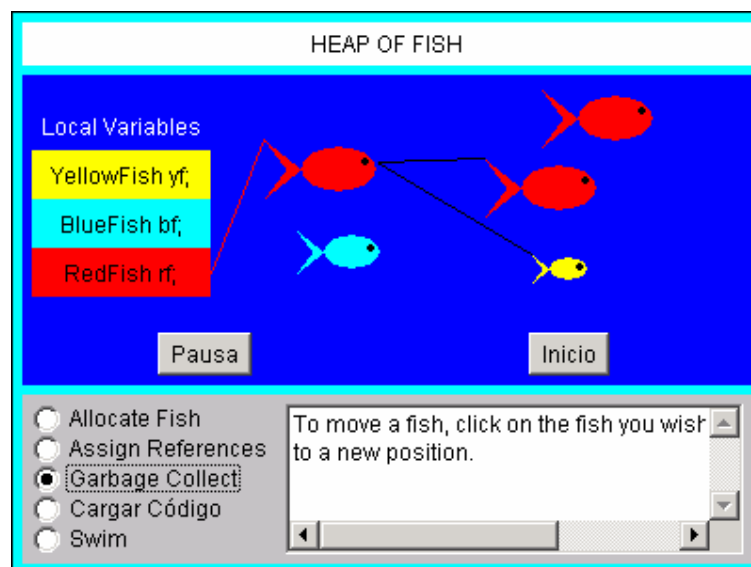 HEAP OF FISH
Local Variables
YellowFish yf;
BlueFish bf;
RedFish rf;
Pausa
Inicio
Allocate Fish
Assign References
Garbage Collect
Cargar Código
Swim
To move a fish, click on the fish you wish
to a new position.